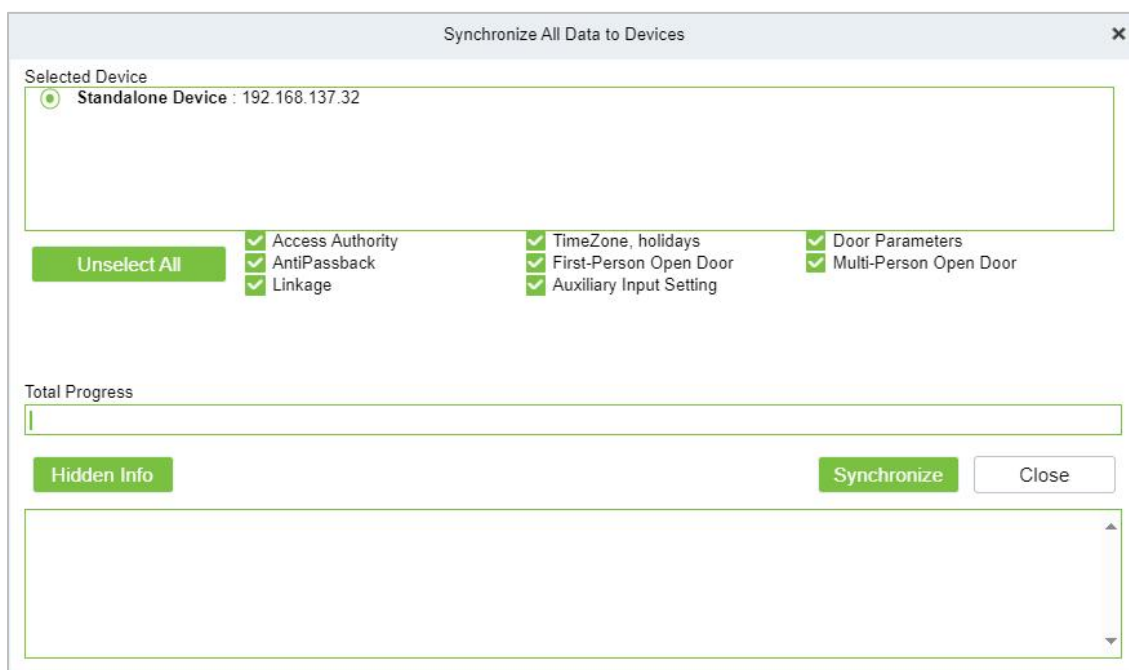 Synchronize All Data to Devices
Selected Device
Standalone Device : 192.168.137.32
Unselect All
Access Authority TimeZone, holidays Door Parameters
AntiPassback First-Person Open Door Multi-Person Open Door
Linkage Auxiliary Input Setting
Total Progress
Hidden Info Synchronize Close